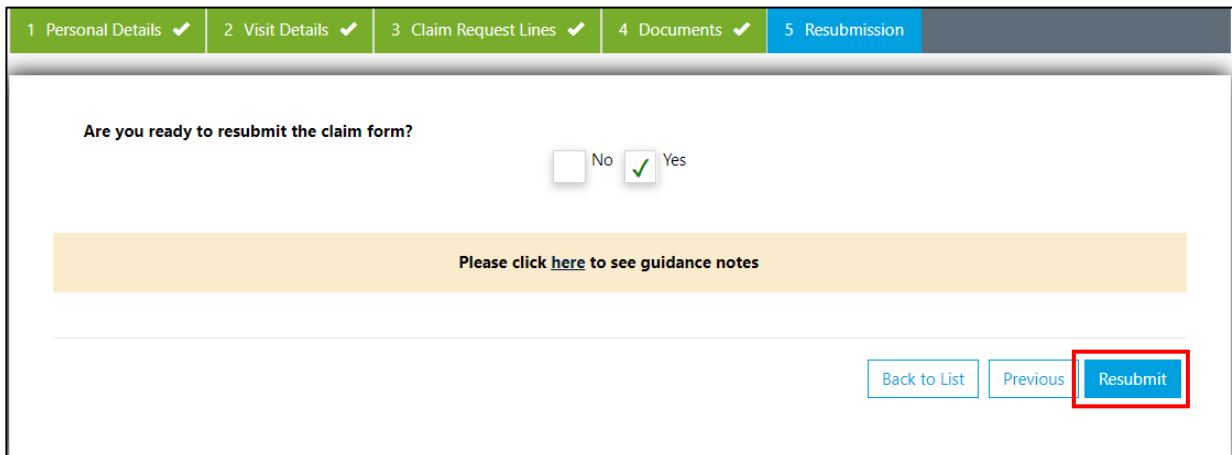 1 Personal Details ✔ 2 Visit Details ✔ 3 Claim Request Lines ✔ 4 Documents ✔ 5 Resubmission
Are you ready to resubmit the claim form?
No ✓ Yes
Please click here to see guidance notes
Back to List Previous Resubmit